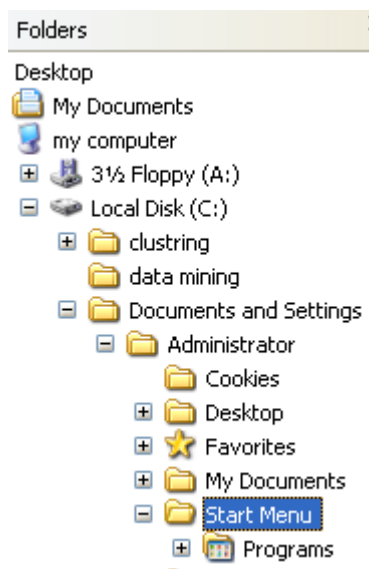 Folders
Desktop
My Documents
my computer
3½ Floppy (A:)
Local Disk (C:)
clustring
data mining
Documents and Settings
Administrator
Cookies
Desktop
Favorites
My Documents
Start Menu
Programs